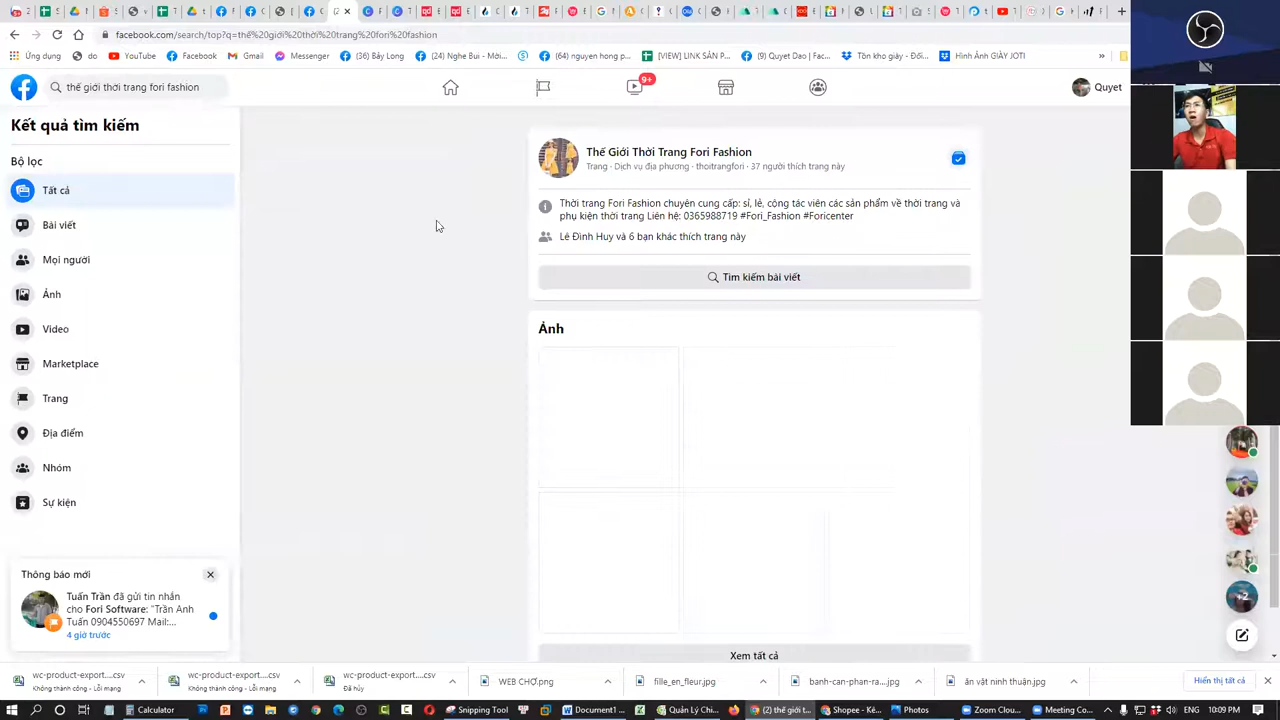 facebook.com/search/top?q=thế%20giới%20thời%20trang%20fori%20fashion
Ứng dụng
do
YouTube
Facebook
Gmail
Messenger
(36) Bảy Long
(24) Nghe Bui - Mời...
(64) nguyen hong p...
[VIEW] LINK SẢN P...
(9) Quyet Dao | Fac...
Tồn kho giày - Đối...
Hình Ảnh GIÀY JOTI
»
thế giới thời trang fori fashion
9+
Quyet
Kết quả tìm kiếm
Bộ lọc
Tất cả
Bài viết
Mọi người
Ảnh
Video
Marketplace
Trang
Địa điểm
Nhóm
Sự kiện
Thế Giới Thời Trang Fori Fashion
Trang · Dịch vụ địa phương · thoitrangfori · 37 người thích trang này
Thời trang Fori Fashion chuyên cung cấp: sỉ, lẻ, công tác viên các sản phẩm về thời trang và
phụ kiện thời trang Liên hệ: 0365988719 #Fori_Fashion #Foricenter
Lê Đình Huy và 6 bạn khác thích trang này
Tìm kiếm bài viết
Ảnh
Xem tất cả
Thông báo mới
Tuấn Trần đã gửi tin nhắn
cho Fori Software: "Trần Anh
Tuấn 0904550697 Mail:...
4 giờ trước
+2
wc-product-export....csv
Không thành công - Lỗi mạng
wc-product-export....csv
Không thành công - Lỗi mạng
wc-product-export....csv
Đã hủy
WEB CHỢ.png
fille_en_fleur.jpg
banh-can-phan-ra....jpg
ăn vặt ninh thuận.jpg
Hiển thị tất cả
Calculator
Snipping Tool
Document1 ...
Quản Lý Chi...
(2) thế giới t...
Shopee - Kê...
Photos
Zoom Clou...
Meeting Co...
ENG
10:09 PM